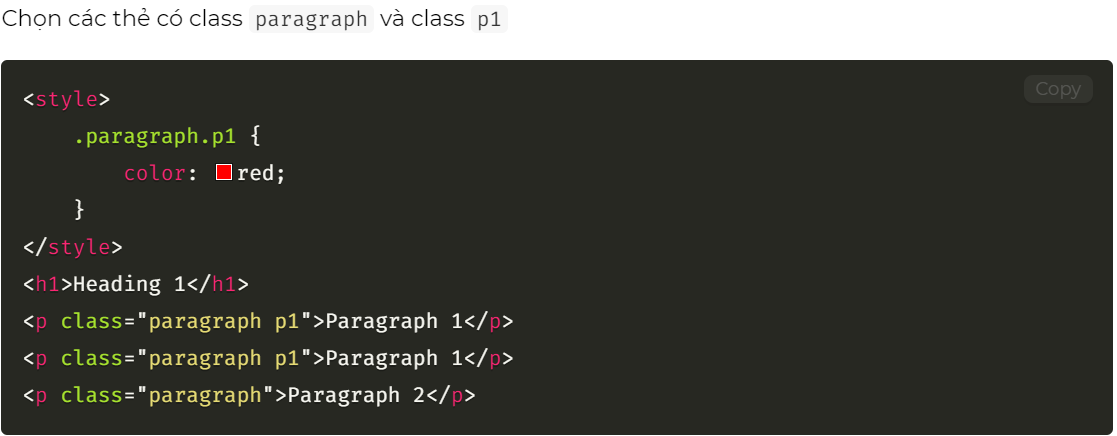 Chọn các thẻ có class paragraph và class p1
Copy
<style>
    .paragraph.p1 {
        color: red;
    }
</style>
<h1>Heading 1</h1>
<p class="paragraph p1">Paragraph 1</p>
<p class="paragraph p1">Paragraph 1</p>
<p class="paragraph">Paragraph 2</p>